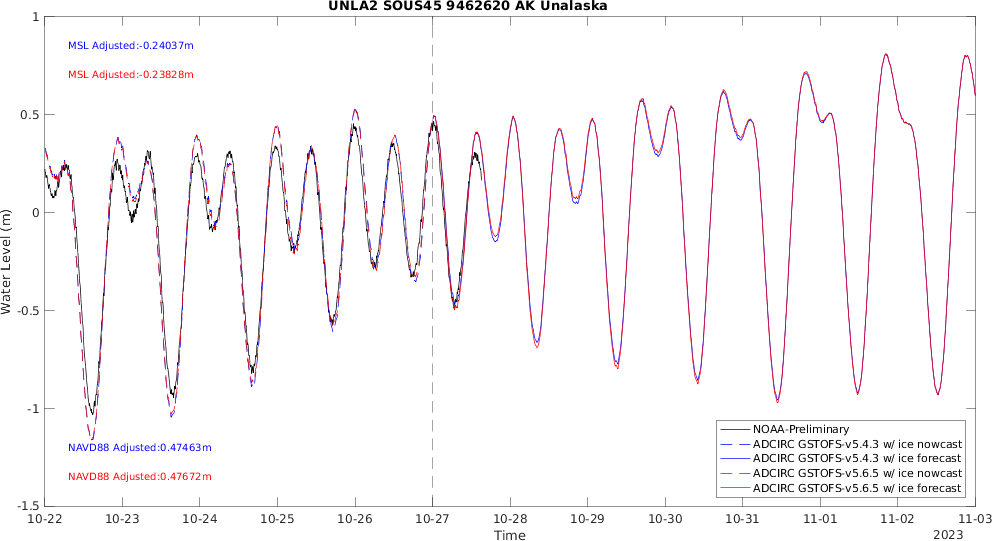 UNLA2 SOUS45 9462620 AK Unalaska
MSL Adjusted:-0.24037m
MSL Adjusted:-0.23828m
NAVD88 Adjusted:0.47463m
NAVD88 Adjusted:0.47672m
Water Level (m)
1
0.5
0
-0.5
-1
-1.5
NOAA-Preliminary
ADCIRC GSTOFS-v5.4.3 w/ ice nowcast
ADCIRC GSTOFS-v5.4.3 w/ ice forecast
ADCIRC GSTOFS-v5.6.5 w/ ice nowcast
ADCIRC GSTOFS-v5.6.5 w/ ice forecast
10-22 10-23 10-24 10-25 10-26 10-27 10-28 10-29 10-30 10-31 11-01 11-02 11-03
Time
2023